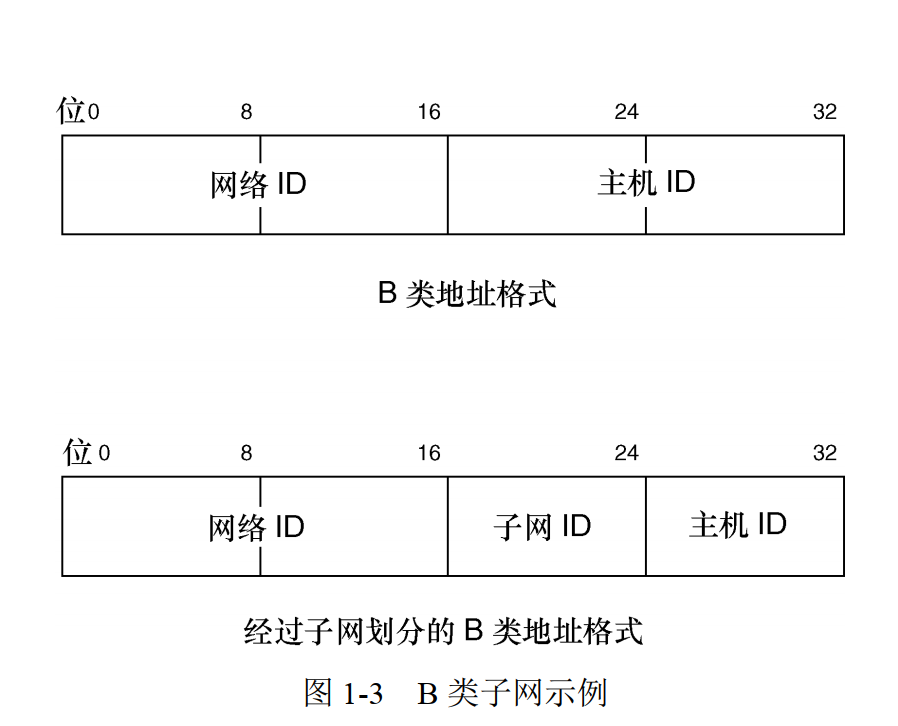 位0 8 16 24 32
网络 ID 主机 ID
B 类地址格式
位 0 8 16 24 32
网络 ID 子网 ID 主机 ID
经过子网划分的 B 类地址格式
图 1-3 B 类子网示例